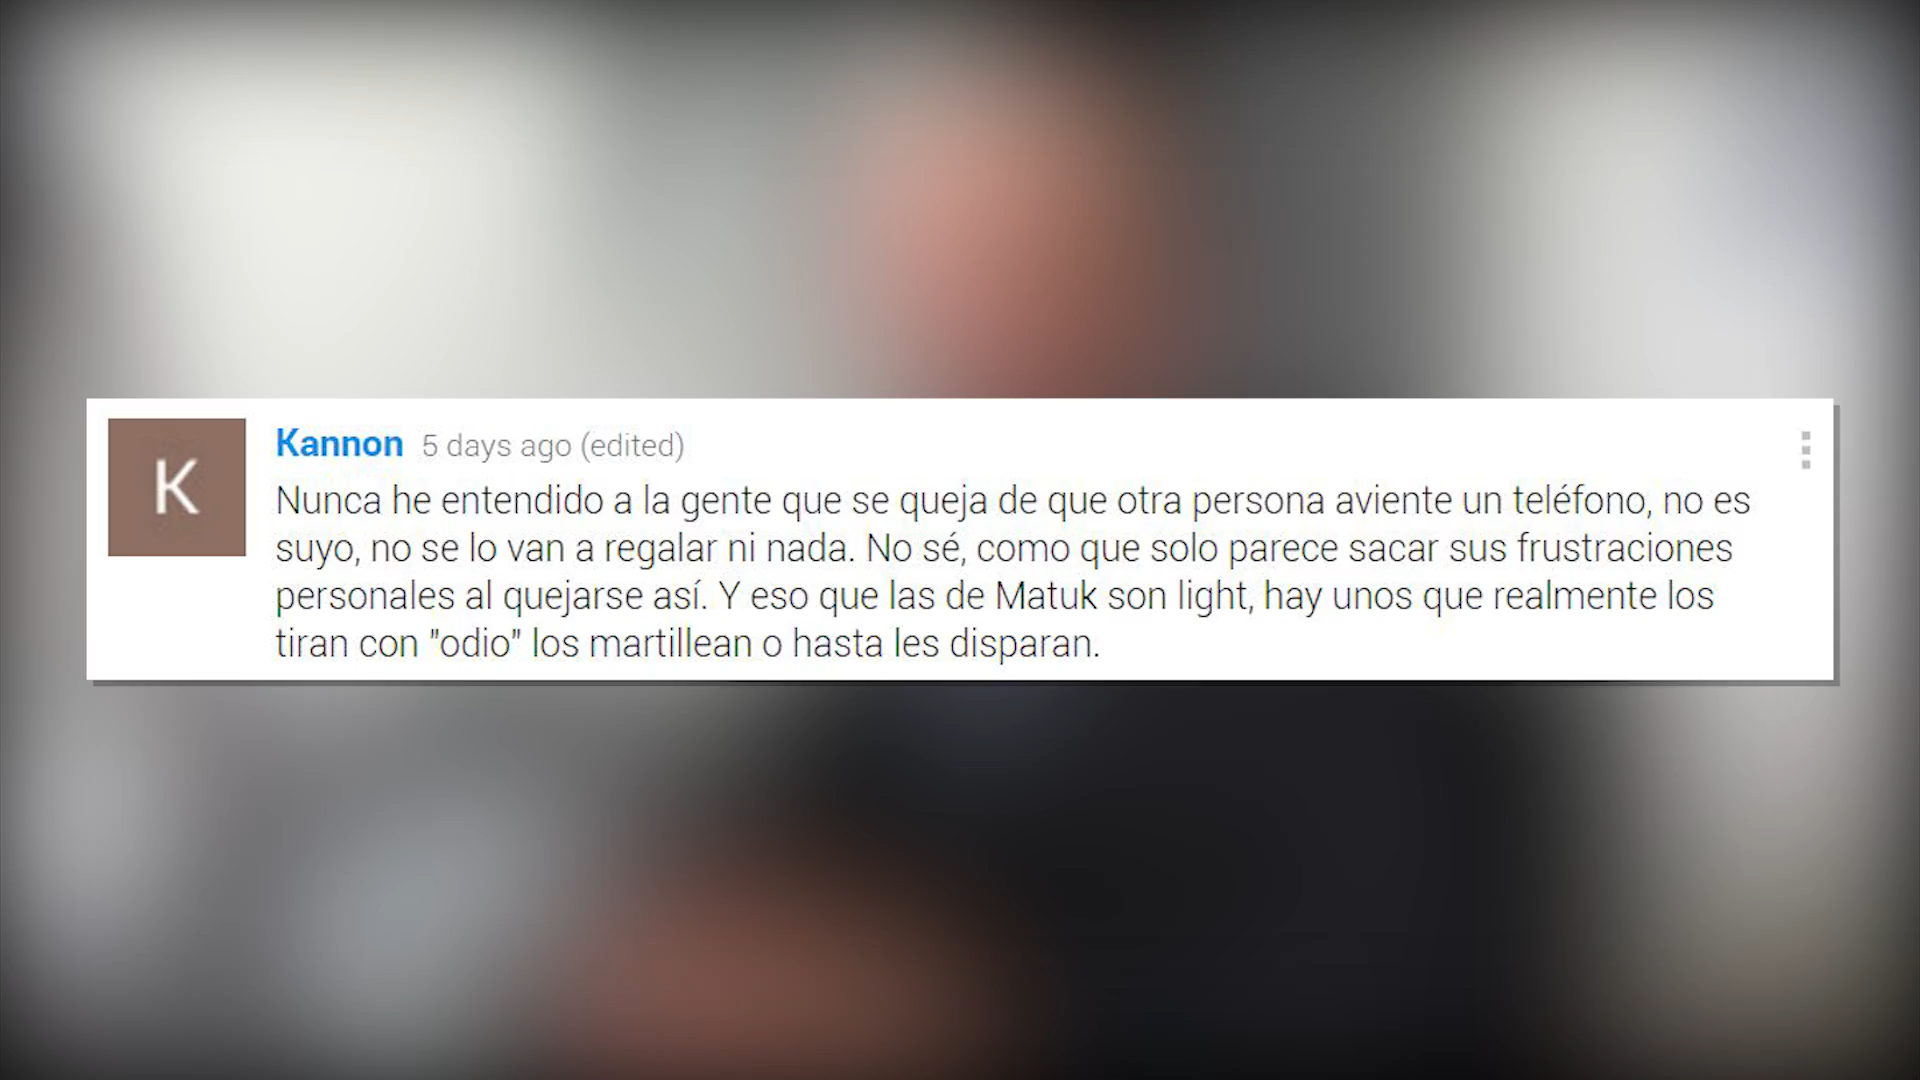 K
Kannon 5 days ago (edited)
Nunca he entendido a la gente que se queja de que otra persona aviente un teléfono, no es
suyo, no se lo van a regalar ni nada. No sé, como que solo parece sacar sus frustraciones
personales al quejarse así. Y eso que las de Matuk son light, hay unos que realmente los
tiran con "odio" los martillean o hasta les disparan.